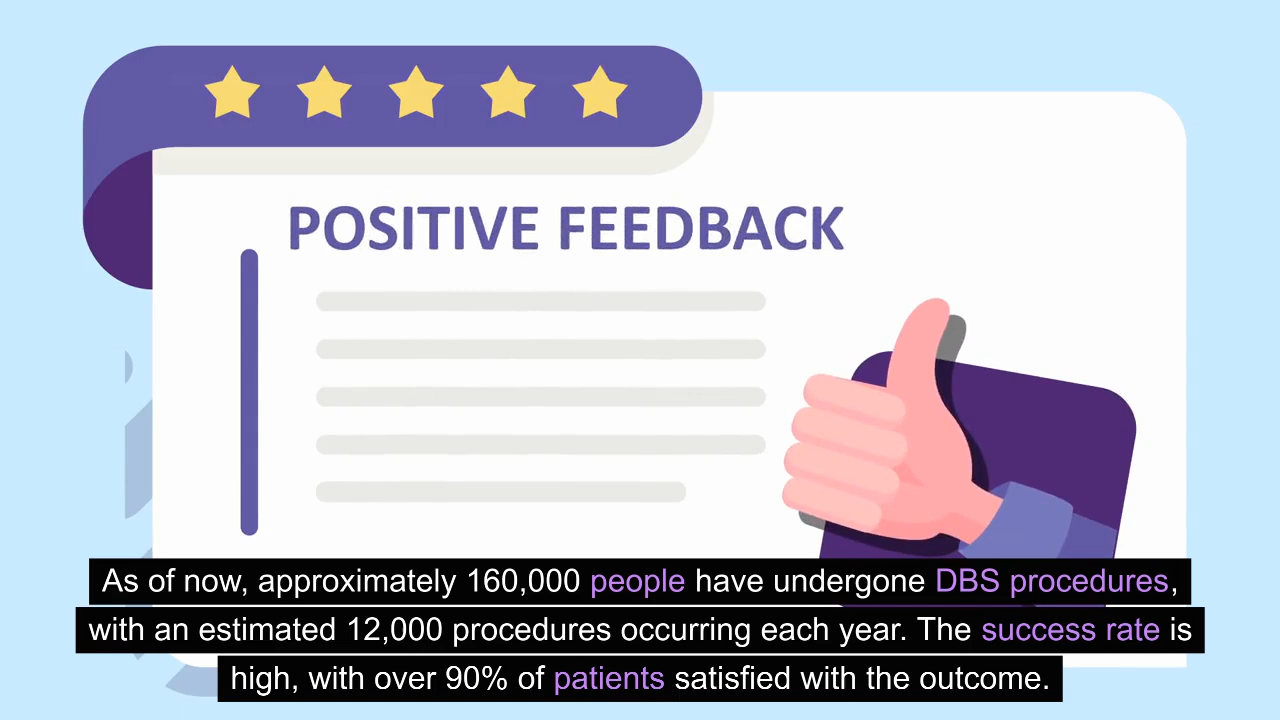 POSITIVE FEEDBACK
As of now, approximately 160,000 people have undergone DBS procedures,
with an estimated 12,000 procedures occurring each year. The success rate is
high, with over 90% of patients satisfied with the outcome.